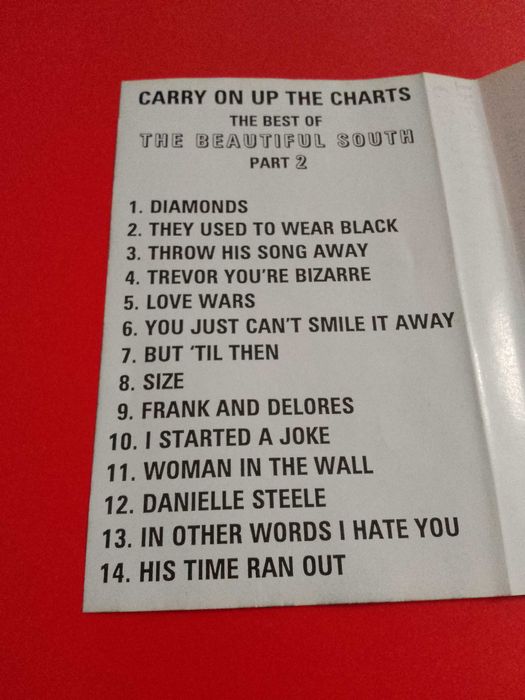 CARRY ON UP THE CHARTS
THE BEST OF
THE BEAUTIFUL SOUTH
PART 2
1. DIAMONDS
2. THEY USED TO WEAR BLACK
3. THROW HIS SONG AWAY
4. TREVOR YOU'RE BIZARRE
5. LOVE WARS
6. YOU JUST CAN'T SMILE IT AWAY
7. BUT 'TIL THEN
8. SIZE
9. FRANK AND DELORES
10. I STARTED A JOKE
11. WOMAN IN THE WALL
12. DANIELLE STEELE
13. IN OTHER WORDS I HATE YOU
14. HIS TIME RAN OUT